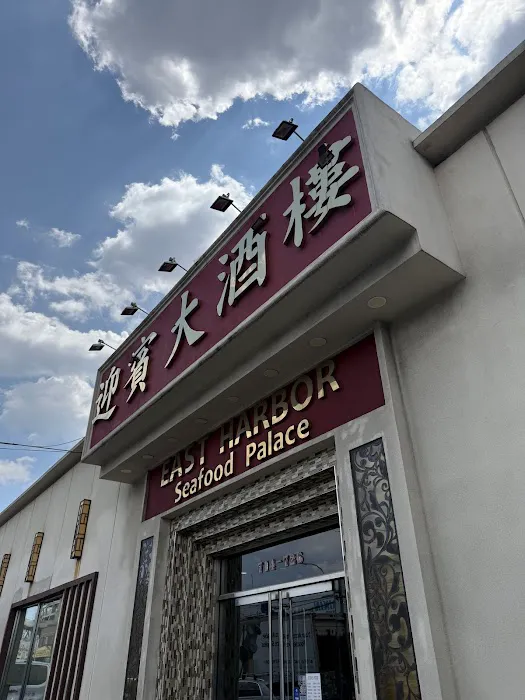 迎賓大酒樓
EAST HARBOR
Seafood Palace